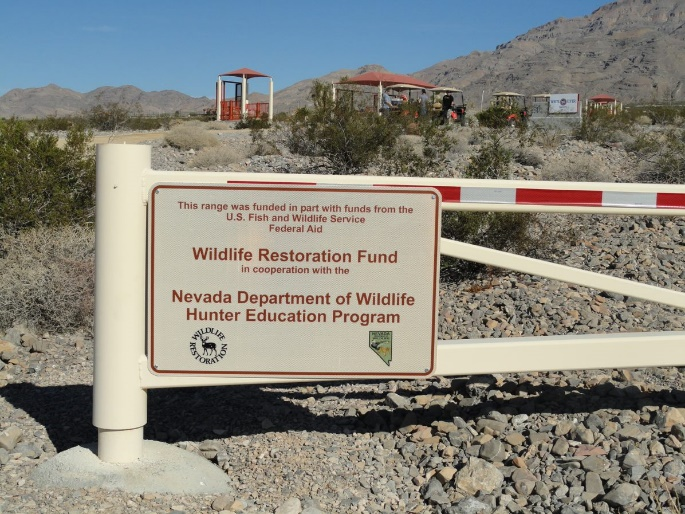 This range was funded in part with funds from the
U.S. Fish and Wildlife Service
Federal Aid
Wildlife Restoration Fund
in cooperation with the
Nevada Department of Wildlife
Hunter Education Program
WILDLIFE
RESTORATION
NEVADA